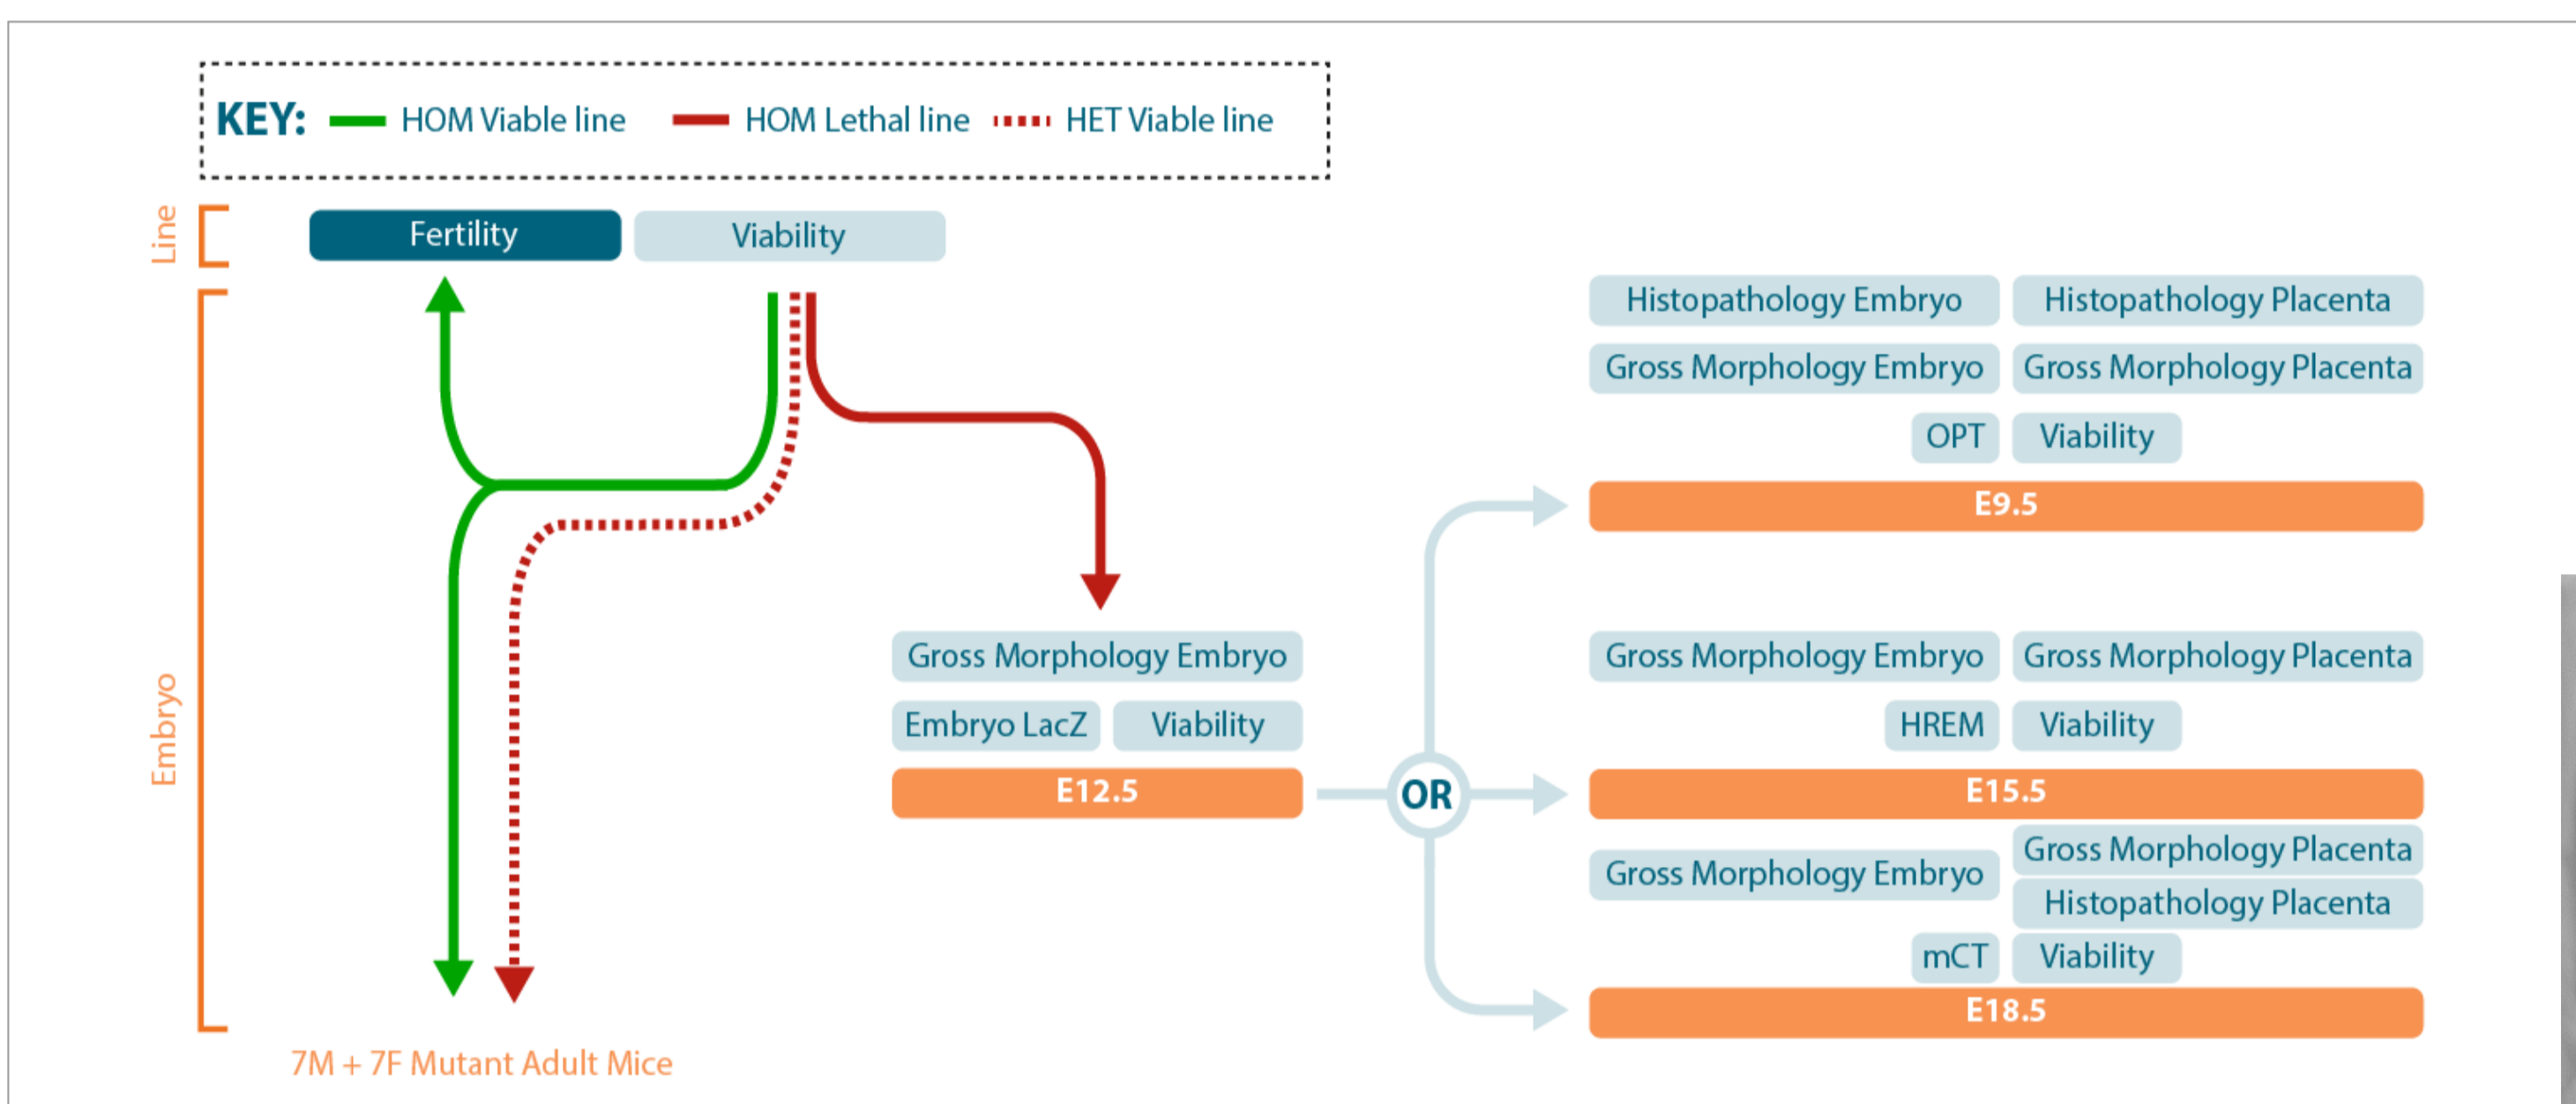 KEY: HOM Viable line HOM Lethal line HET Viable line
Line
Fertility Viability
Embryo
Histopathology Embryo Histopathology Placenta
Gross Morphology Embryo Gross Morphology Placenta
OPT Viability
E9.5
Gross Morphology Embryo
Embryo LacZ Viability
E12.5
OR
Gross Morphology Embryo Gross Morphology Placenta
HREM Viability
E15.5
Gross Morphology Embryo
Gross Morphology Placenta
Histopathology Placenta
mCT Viability
E18.5
7M + 7F Mutant Adult Mice